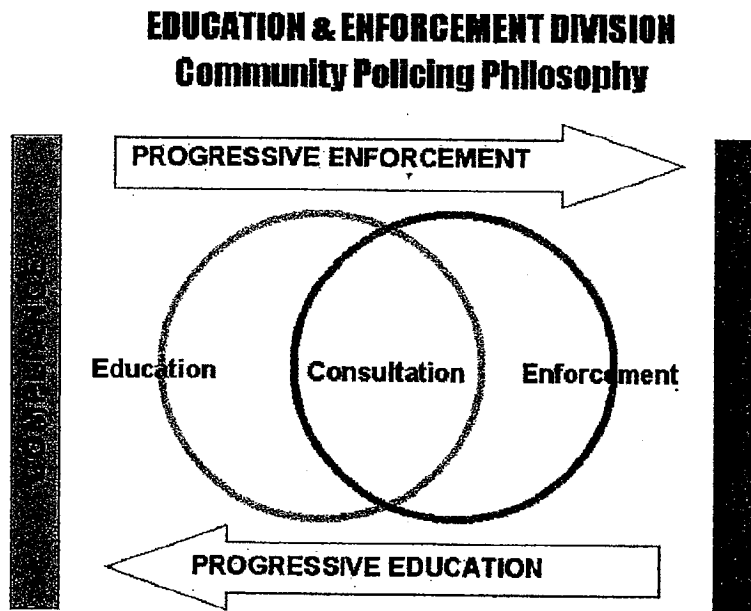 EDUCATION & ENFORCEMENT DIVISION
Community Policing Philosophy
PROGRESSIVE ENFORCEMENT
Education
Consultation
Enforcement
PROGRESSIVE EDUCATION